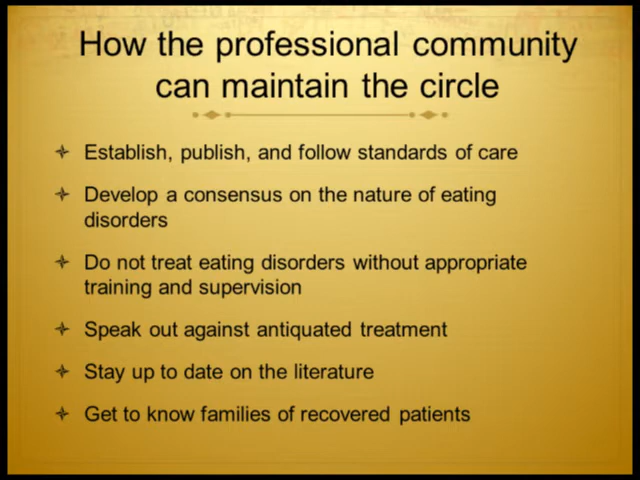 How the professional community
can maintain the circle
Establish, publish, and follow standards of care
Develop a consensus on the nature of eating
disorders
Do not treat eating disorders without appropriate
training and supervision
Speak out against antiquated treatment
Stay up to date on the literature
Get to know families of recovered patients